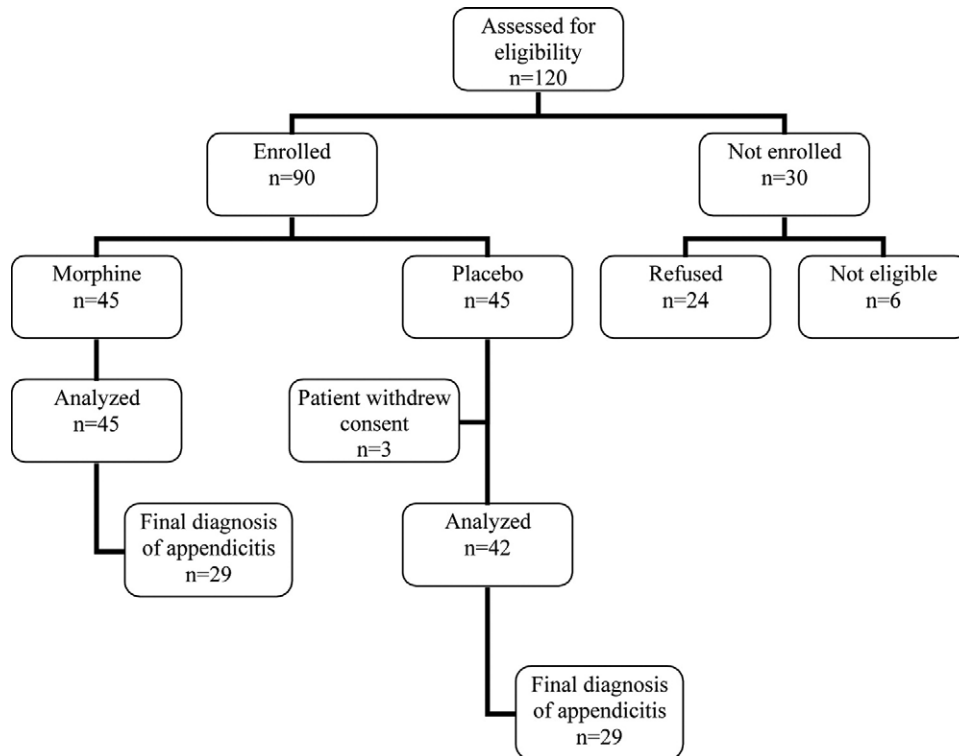 Assessed for
eligibility
n=120
Enrolled
n=90
Not enrolled
n=30
Morphine
n=45
Placebo
n=45
Refused
n=24
Not eligible
n=6
Analyzed
n=45
Patient withdrew
consent
n=3
Final diagnosis
of appendicitis
n=29
Analyzed
n=42
Final diagnosis
of appendicitis
n=29